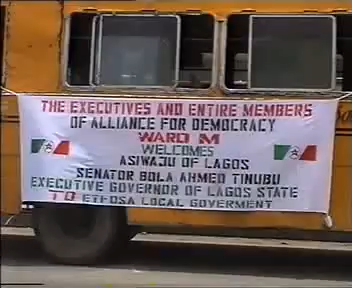 THE EXECUTIVES AND ENTIRE MEMBERS
OF ALLIANCE FOR DEMOCRACY
WARD M
WELCOMES
ASIWAJU OF LAGOS
SENATOR BOLA AHMED TINUBU
EXECUTIVE GOVERNOR OF LAGOS STATE
TO ETI-OSA LOCAL GOVERMENT